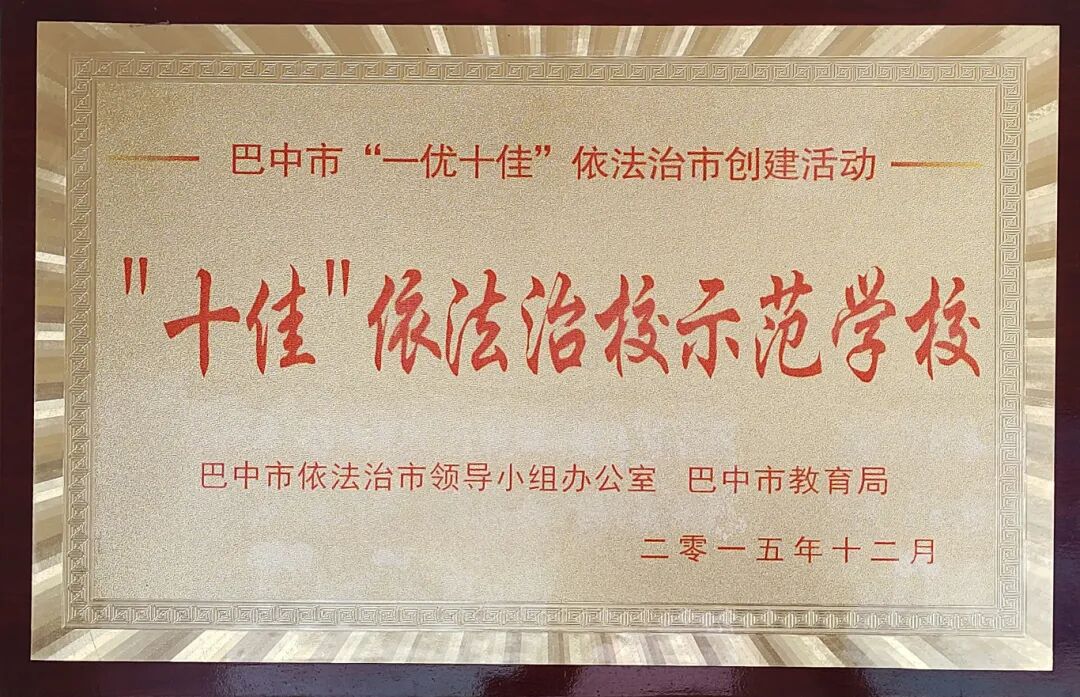 巴中市“一优十佳”依法治市创建活动
"十佳"依法治校示范学校
巴中市依法治市领导小组办公室 巴中市教育局
二零一五年十二月